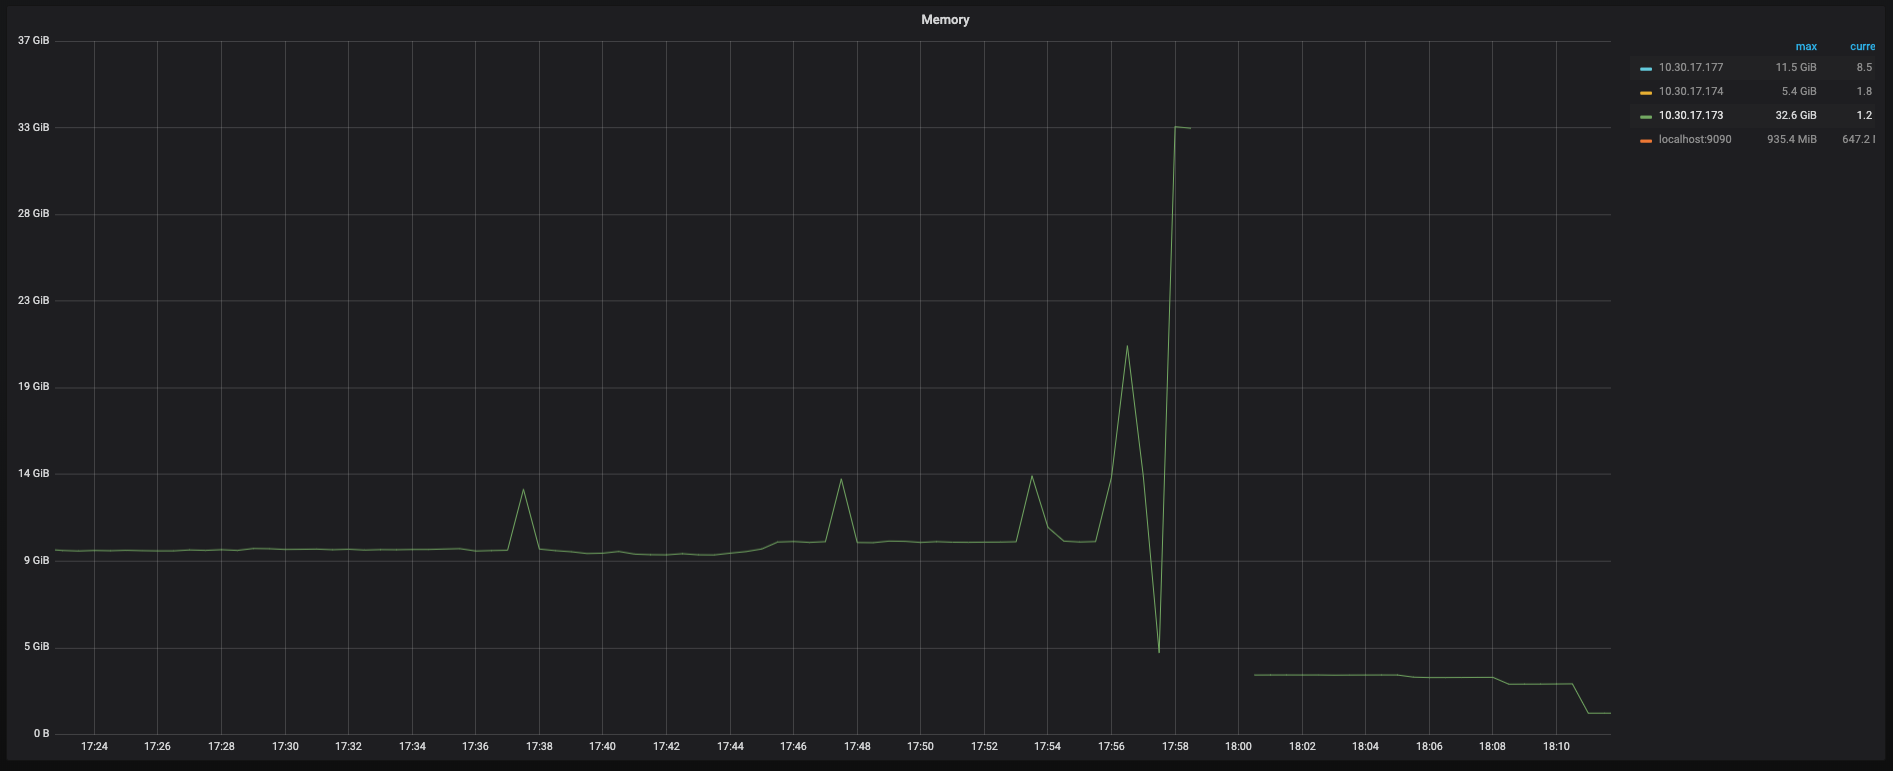 Memory
37 GiB
33 GiB
28 GiB
23 GiB
19 GiB
14 GiB
9 GiB
5 GiB
0 B
17:24 17:26 17:28 17:30 17:32 17:34 17:36 17:38 17:40 17:42 17:44 17:46 17:48 17:50 17:52 17:54 17:56 17:58 18:00 18:02 18:04 18:06 18:08 18:10
max curre
10.30.17.177 11.5 GiB 8.5
10.30.17.174 5.4 GiB 1.8
10.30.17.173 32.6 GiB 1.2
localhost:9090 935.4 MiB 647.2